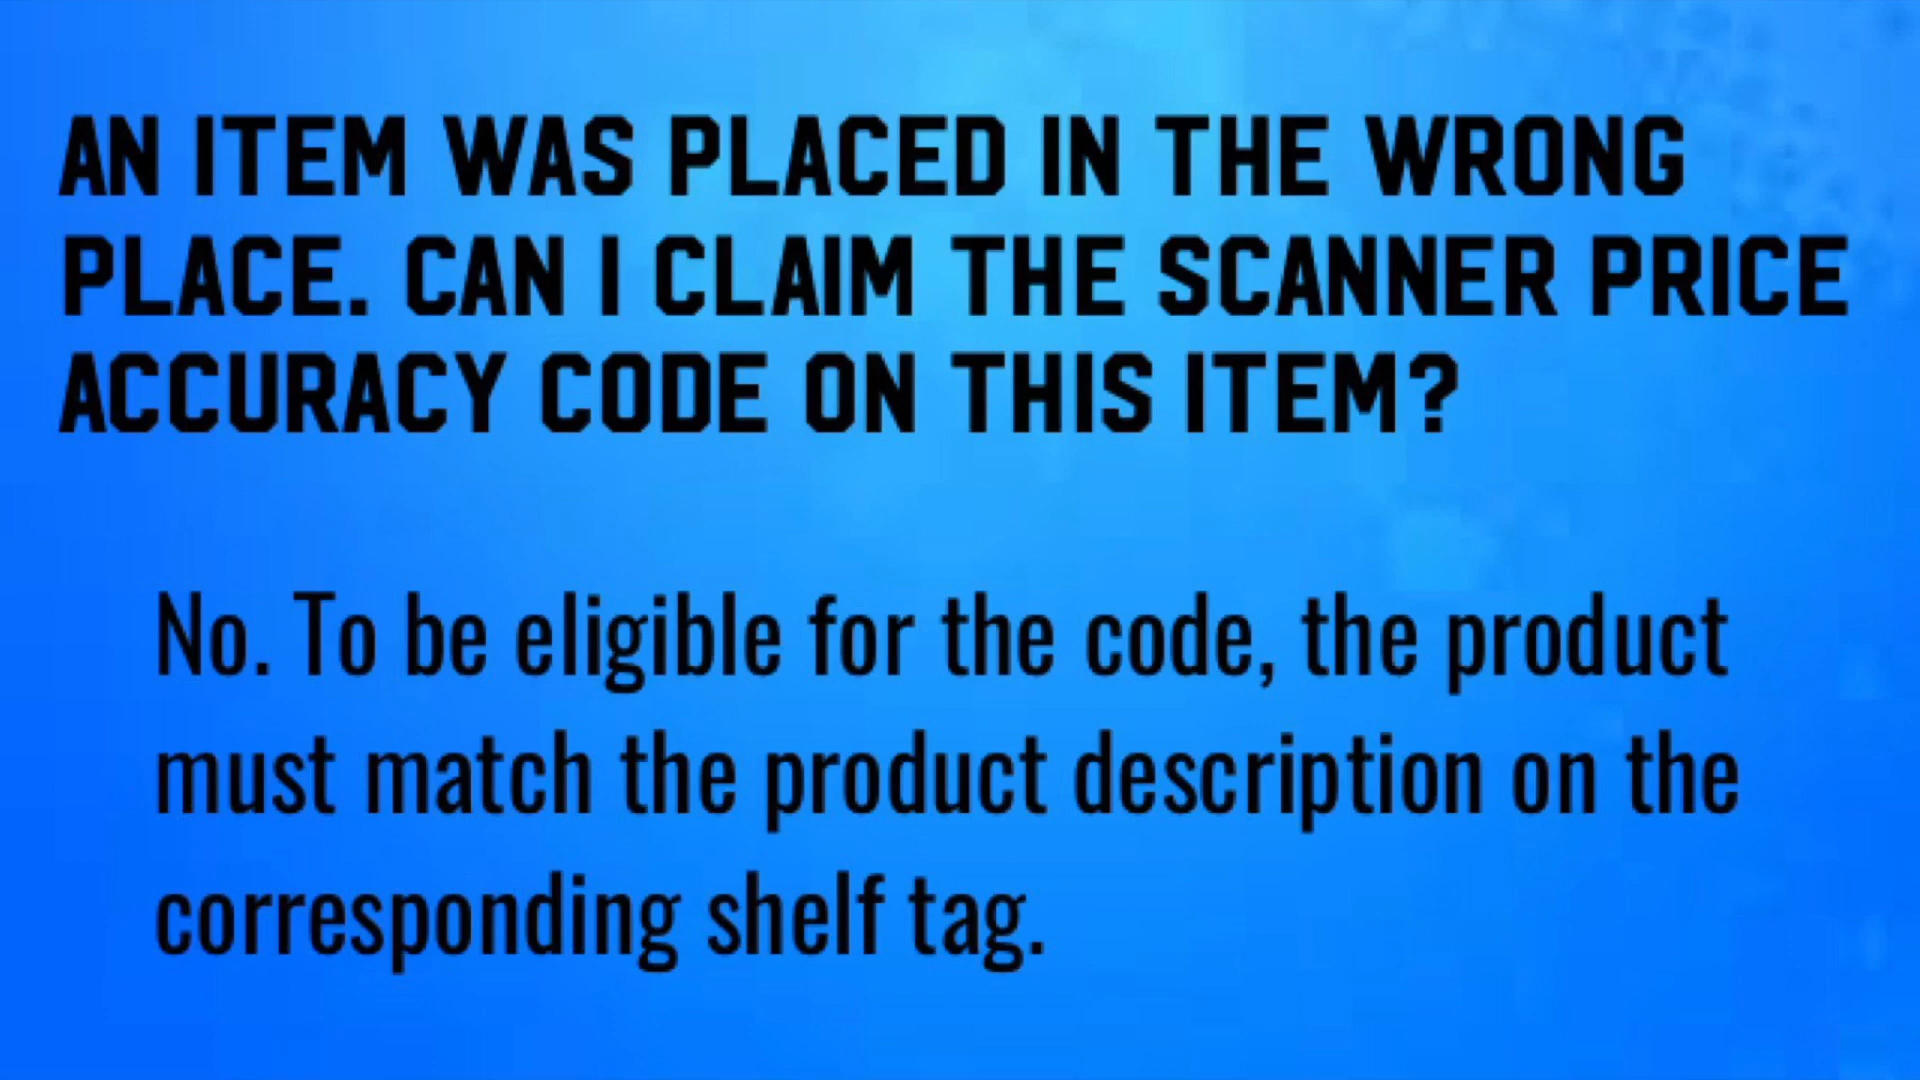 AN ITEM WAS PLACED IN THE WRONG
PLACE. CAN I CLAIM THE SCANNER PRICE
ACCURACY CODE ON THIS ITEM?
No. To be eligible for the code, the product
must match the product description on the
corresponding shelf tag.